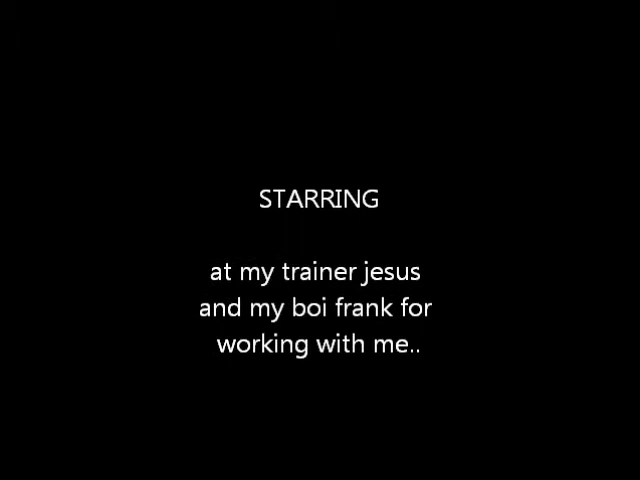 STARRING
at my trainer jesus
and my boi frank for
working with me..